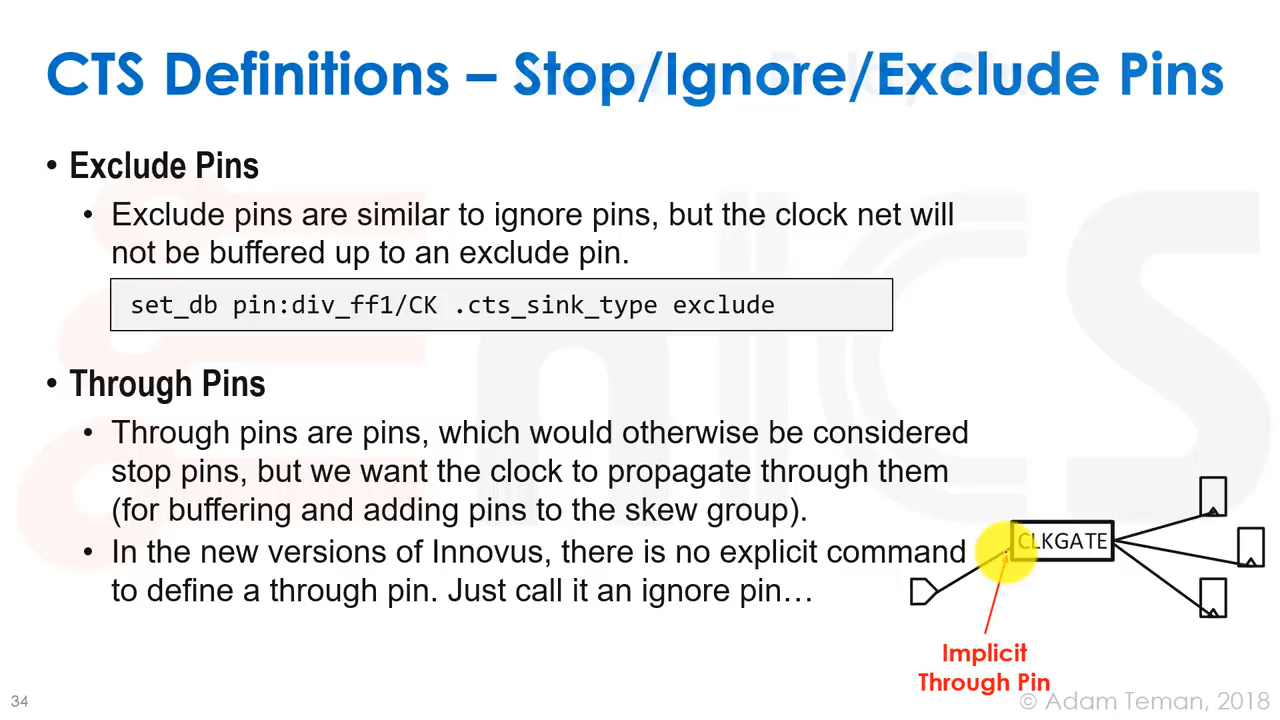 CTS Definitions – Stop/Ignore/Exclude Pins
• Exclude Pins
• Exclude pins are similar to ignore pins, but the clock net will
not be buffered up to an exclude pin.
set_db pin:div_ff1/CK .cts_sink_type exclude
• Through Pins
• Through pins are pins, which would otherwise be considered
stop pins, but we want the clock to propagate through them
(for buffering and adding pins to the skew group).
• In the new versions of Innovus, there is no explicit command
to define a through pin. Just call it an ignore pin…
CLKGATE
Implicit
Through Pin
34
© Adam Teman, 2018